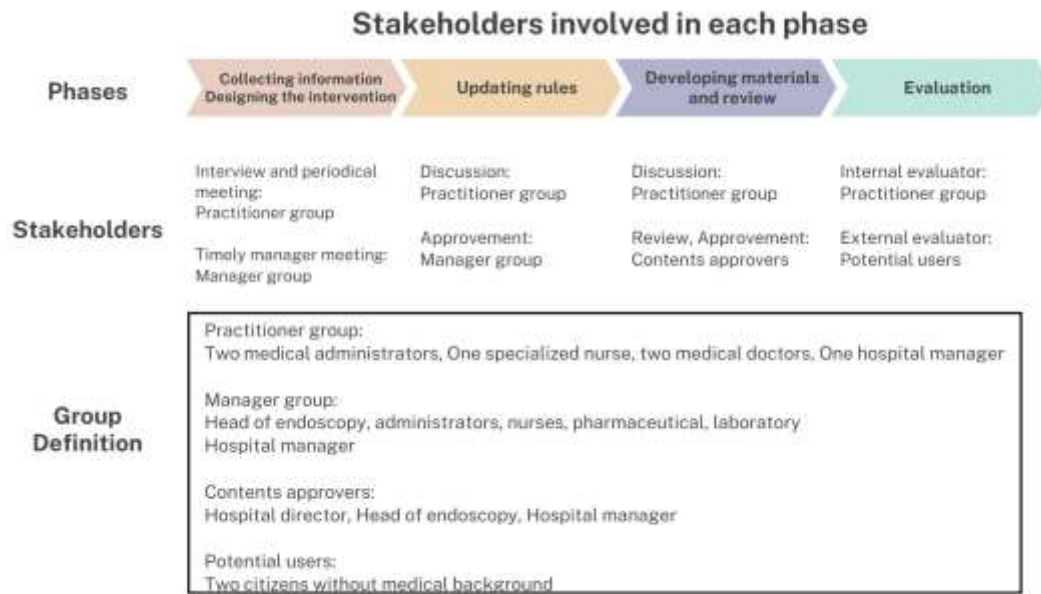 Stakeholders involved in each phase
Phases
Collecting information
Designing the intervention
Updating rules
Developing materials
and review
Evaluation
Stakeholders
Interview and periodical
meeting:
Practitioner group
Timely manager meeting:
Manager group
Discussion:
Practitioner group
Approvement:
Manager group
Discussion:
Practitioner group
Review, Approvement:
Contents approvers
Internal evaluator:
Practitioner group
External evaluator:
Potential users
Group
Definition
Practitioner group:
Two medical administrators, One specialized nurse, two medical doctors, One hospital manager
Manager group:
Head of endoscopy, administrators, nurses, pharmaceutical, laboratory
Hospital manager
Contents approvers:
Hospital director, Head of endoscopy, Hospital manager
Potential users:
Two citizens without medical background